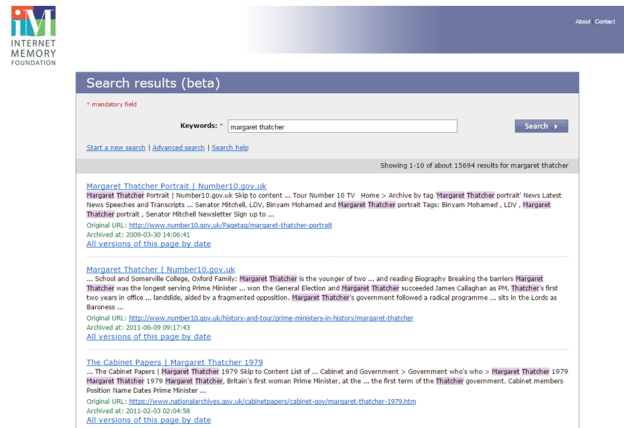 INTERNET
MEMORY
FOUNDATION
About | Contact
Search results (beta)
* mandatory field
Keywords: * margaret thatcher Search
Start a new search | Advanced search | Search help
Showing 1-10 of about 15694 results for margaret thatcher
Margaret Thatcher Portrait | Number10.gov.uk
Margaret Thatcher Portrait | Number10.gov.uk Skip to content ... Tour Number 10 TV Home > Archive by tag 'Margaret Thatcher portrait' News Latest
News Speeches and Transcripts ... Senator Mitchell, LDV, Binyam Mohamed and Margaret Thatcher portrait Tags: Binyam Mohamed , LDV , Margaret
Thatcher portrait , Senator Mitchell Newsletter Sign up to ...
Original URL: http://www.number10.gov.uk/Pagetag/margaret-thatcher-portrait
Archived at: 2009-03-30 14:06:41
All versions of this page by date
Margaret Thatcher | Number10.gov.uk
... School and Somerville College, Oxford Family: Margaret Thatcher is the younger of two ... and reading Biography Breaking the barriers Margaret
Thatcher was the longest serving Prime Minister ... won the General Election and Margaret Thatcher succeeded James Callaghan as PM. Thatcher's first
two years in office ... landslide, aided by a fragmented opposition. Margaret Thatcher's government followed a radical programme ... sits in the Lords as
Baroness ...
Original URL: http://www.number10.gov.uk/history-and-tour/prime-ministers-in-history/margaret-thatcher
Archived at: 2011-06-09 09:17:43
All versions of this page by date
The Cabinet Papers | Margaret Thatcher 1979
... The Cabinet Papers | Margaret Thatcher 1979 Skip to Content List of ... Cabinet and Government > Government who's who > Margaret Thatcher 1979
Margaret Thatcher 1979 Margaret Thatcher, Britain's first woman Prime Minister, at the ... the first term of the Thatcher government. Cabinet members
Position Name Dates Prime Minister ...
Original URL: https://www.nationalarchives.gov.uk/cabinetpapers/cabinet-gov/margaret-thatcher-1979.htm
Archived at: 2011-02-03 02:04:58
All versions of this page by date